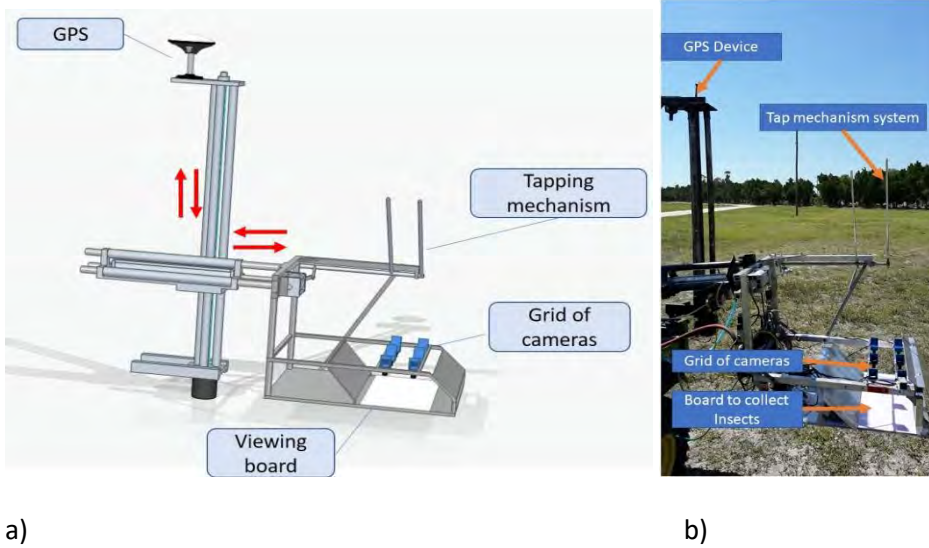 GPS
Tapping
mechanism
Grid of
cameras
Viewing
board
GPS Device
Tap mechanism system
Grid of cameras
Board to collect
Insects
a)
b)